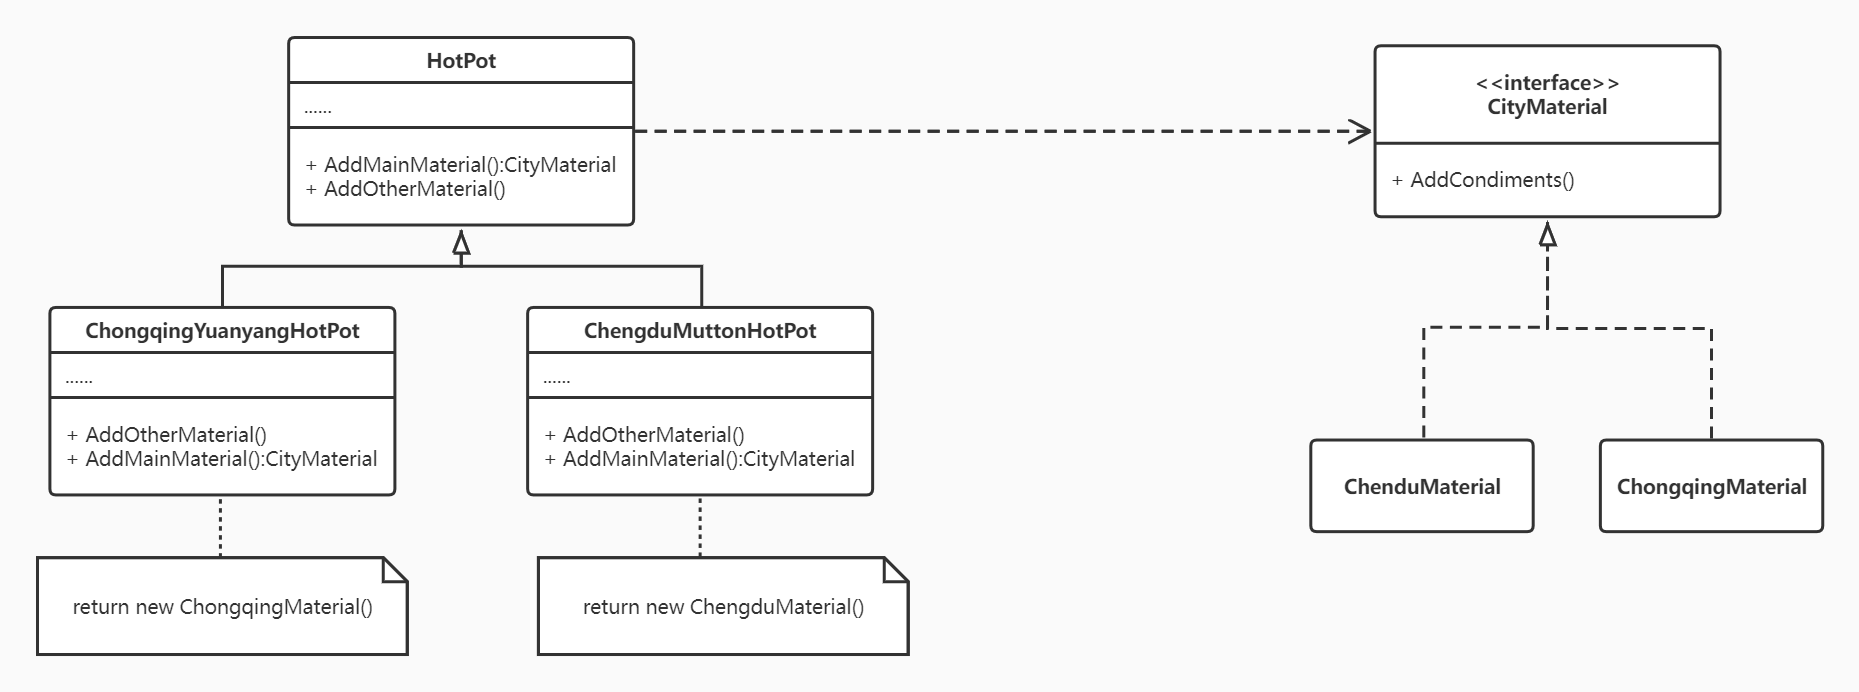 HotPot
......
+ AddMainMaterial():CityMaterial
+ AddOtherMaterial()
<<interface>>
CityMaterial
+ AddCondiments()
ChongqingYuanyangHotPot
......
+ AddOtherMaterial()
+ AddMainMaterial():CityMaterial
ChengduMuttonHotPot
......
+ AddOtherMaterial()
+ AddMainMaterial():CityMaterial
ChenduMaterial
ChongqingMaterial
return new ChongqingMaterial()
return new ChengduMaterial()